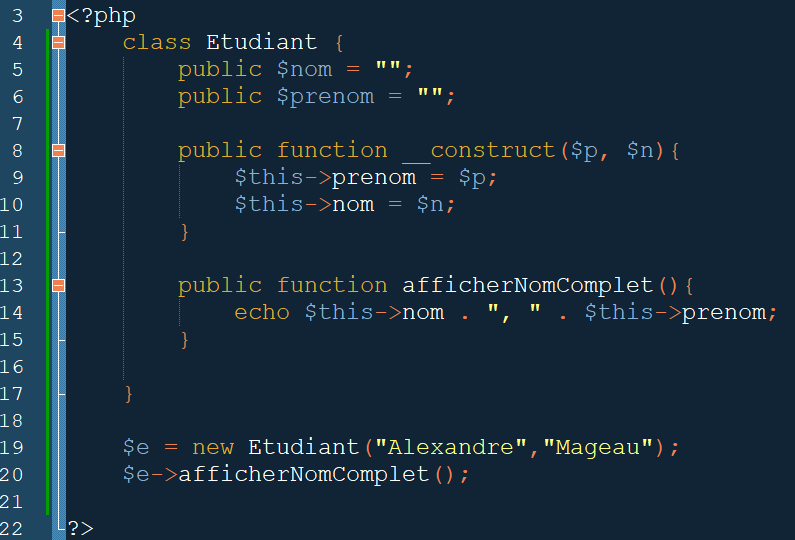 3 <?php
4 class Etudiant {
5 public $nom = "";
6 public $prenom = "";
7
8 public function __construct($p, $n){
9 $this->prenom = $p;
10 $this->nom = $n;
11 }
12
13 public function afficherNomComplet(){
14 echo $this->nom . ", " . $this->prenom;
15 }
16
17 }
18
19 $e = new Etudiant("Alexandre","Mageau");
20 $e->afficherNomComplet();
21
22 ?>